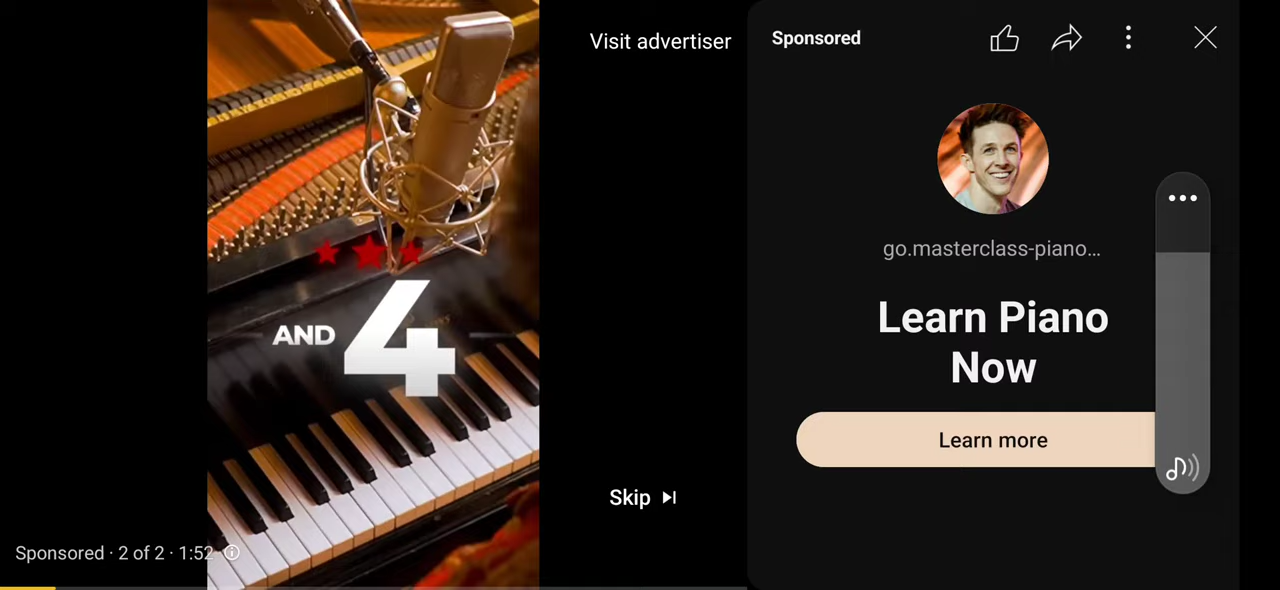 Visit advertiser
AND 4
Skip
Sponsored · 2 of 2 · 1:52
Sponsored
go.masterclass-piano...
Learn Piano
Now
Learn more